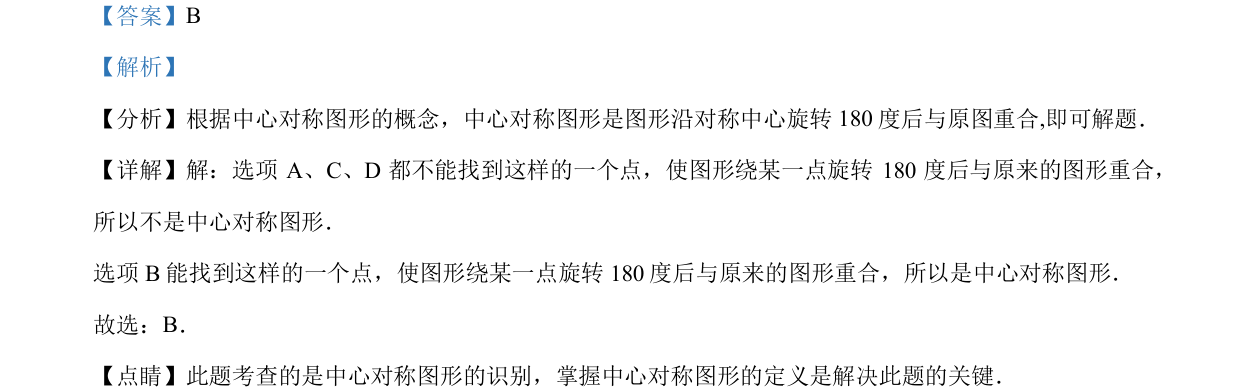 【答案】B
【解析】
【分析】根据中心对称图形的概念，中心对称图形是图形沿对称中心旋转 180 度后与原图重合,即可解题．
【详解】解：选项 A、C、D 都不能找到这样的一个点，使图形绕某一点旋转 180 度后与原来的图形重合，
所以不是中心对称图形．
选项 B 能找到这样的一个点，使图形绕某一点旋转 180 度后与原来的图形重合，所以是中心对称图形．
故选：B．
【点睛】此题考查的是中心对称图形的识别，掌握中心对称图形的定义是解决此题的关键．